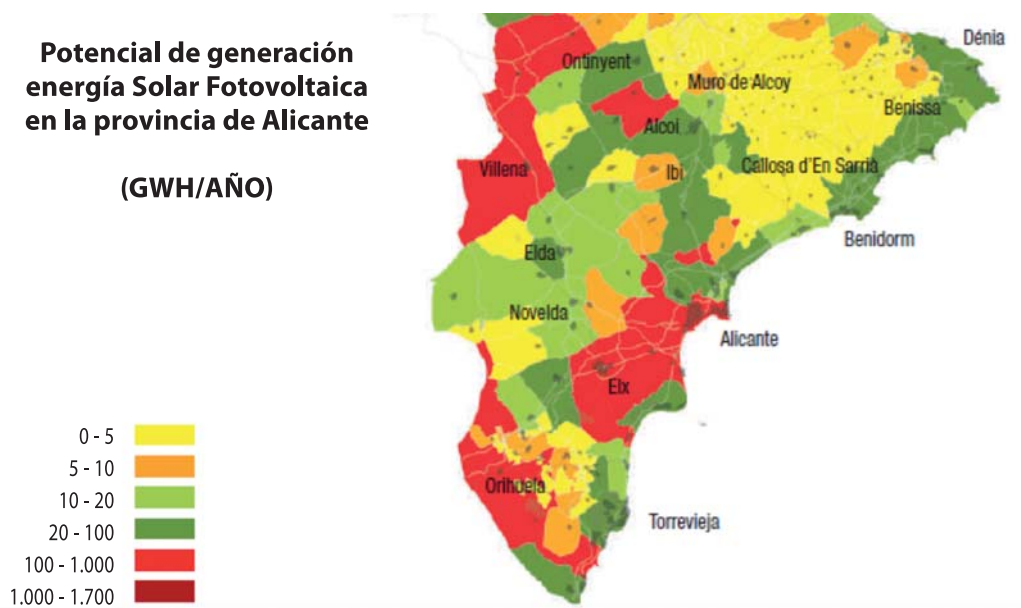 Potencial de generación
energía Solar Fotovoltaica
en la provincia de Alicante
(GWH/AÑO)
Dénia
Ontinyent
Muro de Alcoy
Benissa
Alcoi
Villena
Ibi
Callosa d'En Sarrià
Benidorm
Elda
Novelda
Alicante
Elx
Orihuela
Torrevieja
0 - 5
5 - 10
10 - 20
20 - 100
100 - 1.000
1.000 - 1.700